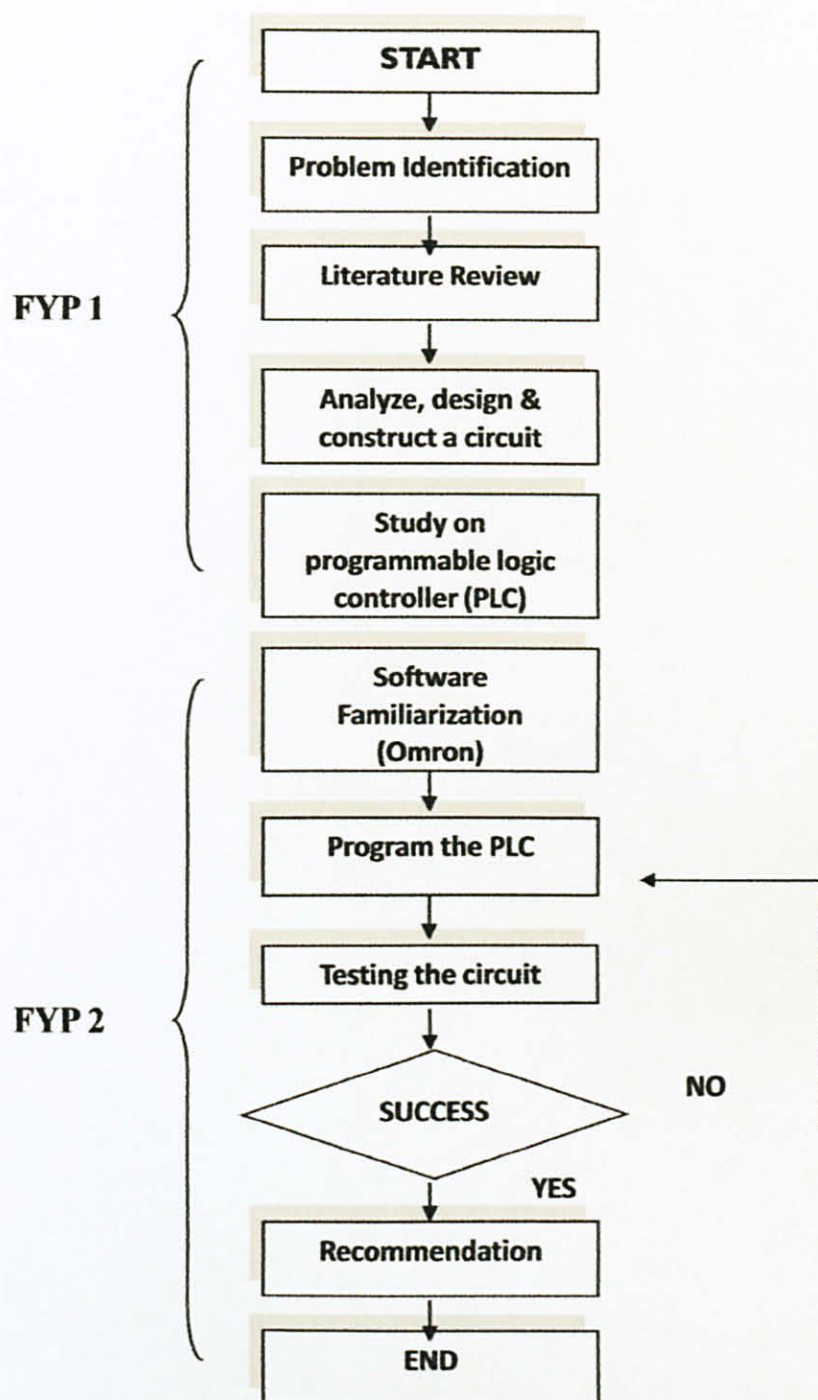 START
Problem Identification
Literature Review
FYP 1
Analyze, design &
construct a circuit
Study on
programmable logic
controller (PLC)
Software
Familiarization
(Omron)
Program the PLC
Testing the circuit
FYP 2
SUCCESS
NO
YES
Recommendation
END